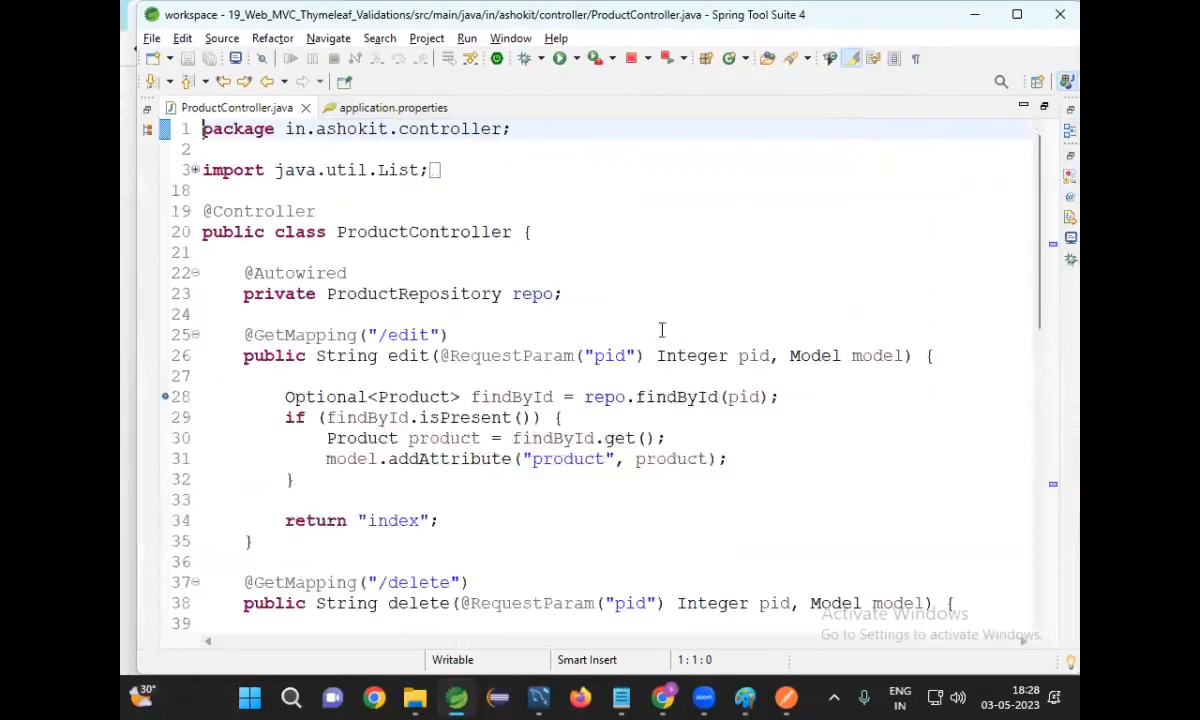 workspace - 19_Web_MVC_Thymeleaf_Validations/src/main/java/in/ashokit/controller/ProductController.java - Spring Tool Suite 4
File Edit Source Refactor Navigate Search Project Run Window Help
ProductController.java application.properties
1 package in.ashokit.controller;
2
3 import java.util.List;
18
19 @Controller
20 public class ProductController {
21
22 @Autowired
23 private ProductRepository repo;
24
25 @GetMapping("/edit")
26 public String edit(@RequestParam("pid") Integer pid, Model model) {
27
28 Optional<Product> findById = repo.findById(pid);
29 if (findById.isPresent()) {
30 Product product = findById.get();
31 model.addAttribute("product", product);
32 }
33
34 return "index";
35 }
36
37 @GetMapping("/delete")
38 public String delete(@RequestParam("pid") Integer pid, Model model) {
39
Activate Windows
Go to Settings to activate Windows.
Writable Smart Insert 1:1:0
30° zoom ENG 18:28
IN 03-05-2023